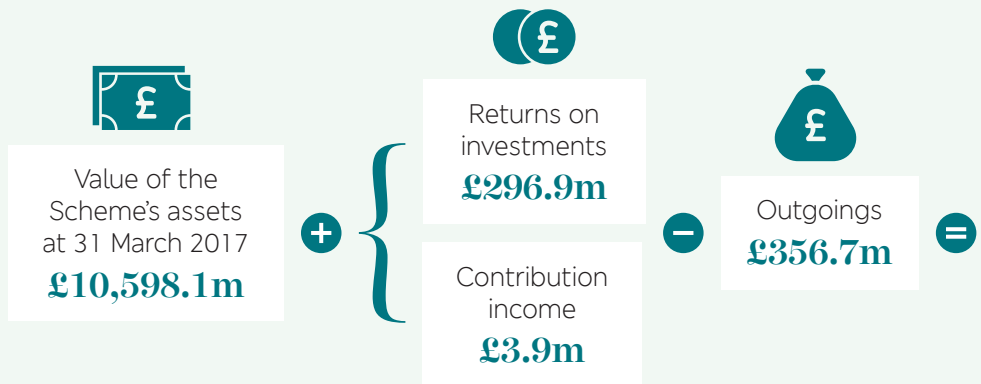 £
Value of the
Scheme's assets
at 31 March 2017
£10,598.1m
+
£
Returns on
investments
£296.9m
Contribution
income
£3.9m
−
£
Outgoings
£356.7m
=